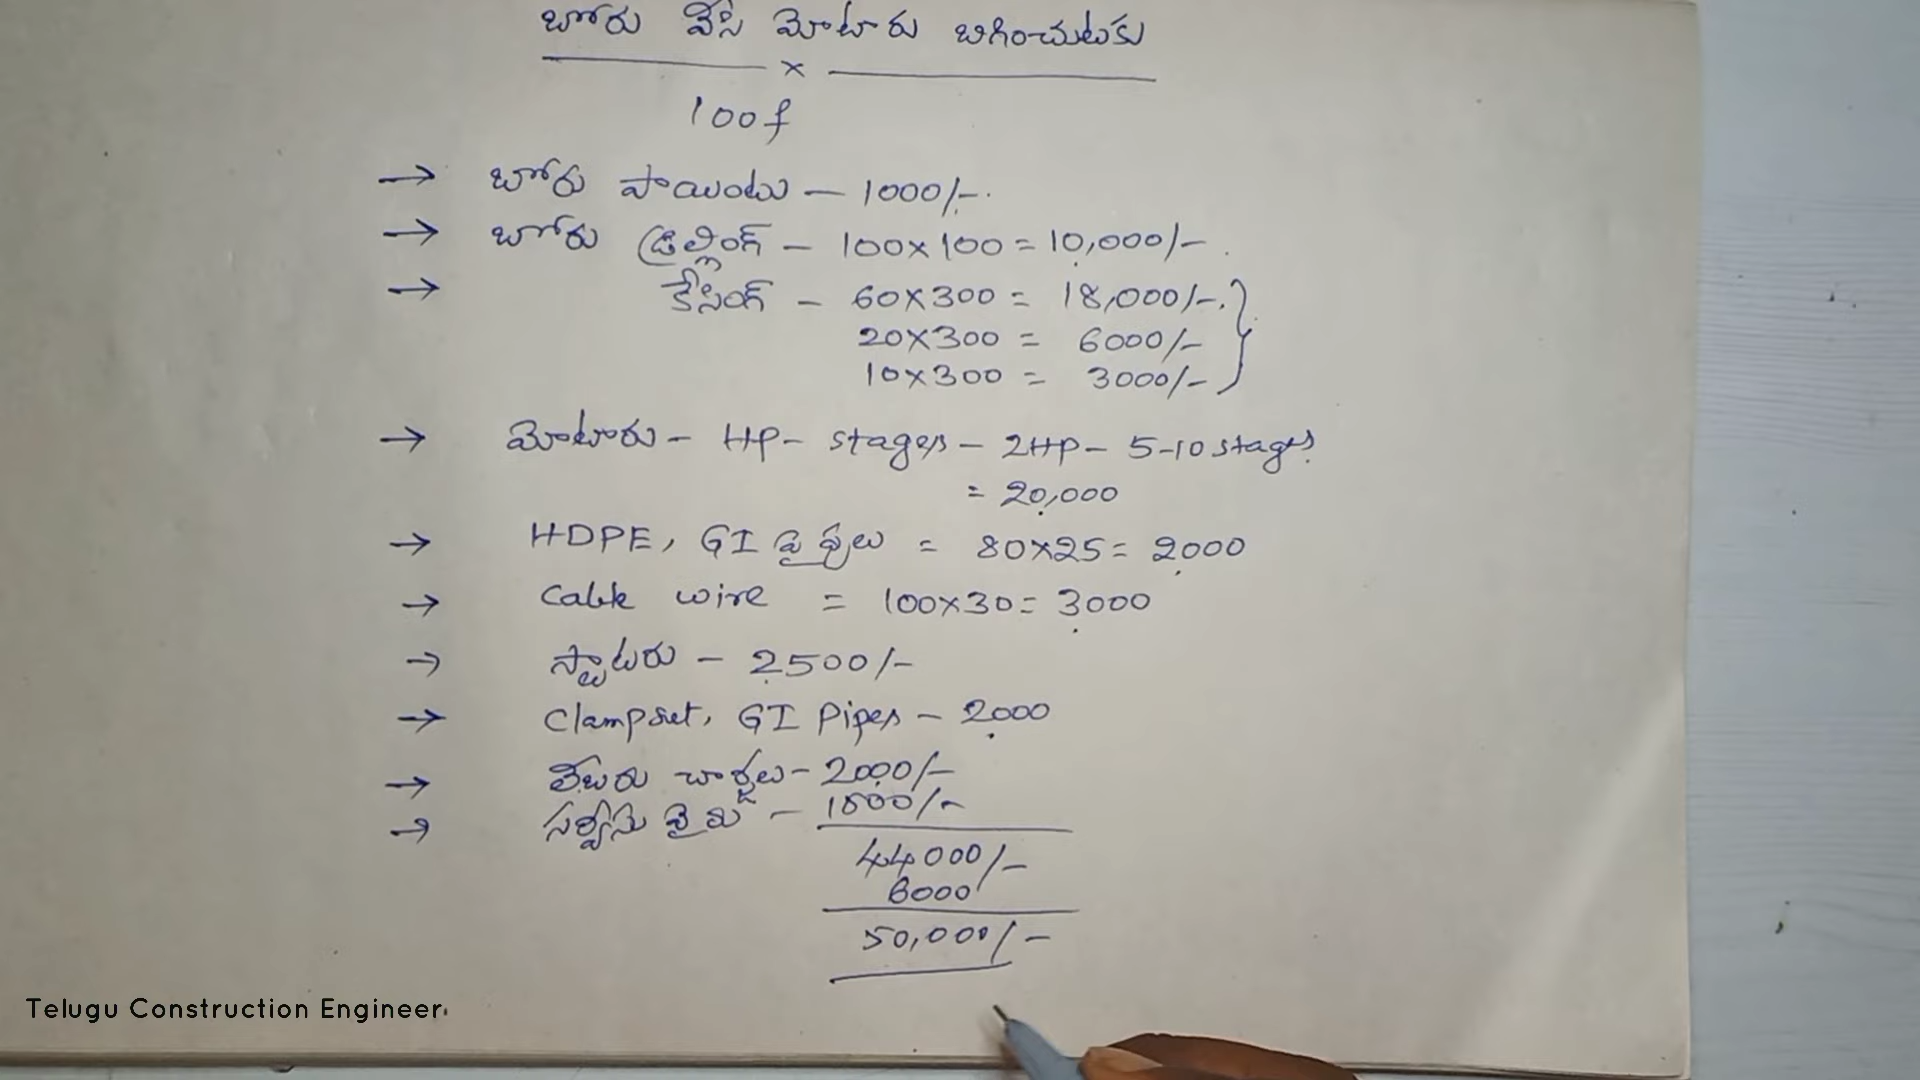 బోరు వేసి మోటారు బిగించుటకు
x
100f
→ బోరు పాయింటు – 1000/-.
→ బోరు డ్రిల్లింగ్ – 100x100 = 10,000/-.
→ కేసింగ్ – 60x300 = 18,000/-.
20x300 = 6000/-
10x300 = 3000/-
→ మోటారు – HP – stages – 2HP – 5-10 stages
= 20,000
→ HDPE, GI పైపులు = 80x25 = 2000
→ Cable wire = 100x30 = 3000
→ స్టాటరు – 2500/-
→ Clampset, GI Pipes – 2000
→ లేబరు చార్జీలు – 2000/-
→ సర్వీసు వైరు – 1500/-
44000/-
6000
50,000/-
Telugu Construction Engineer.